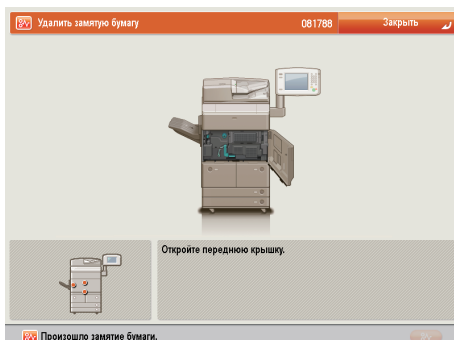 Удалить замятую бумагу 081788 Закрыть
Откройте переднюю крышку.
Произошло замятие бумаги.